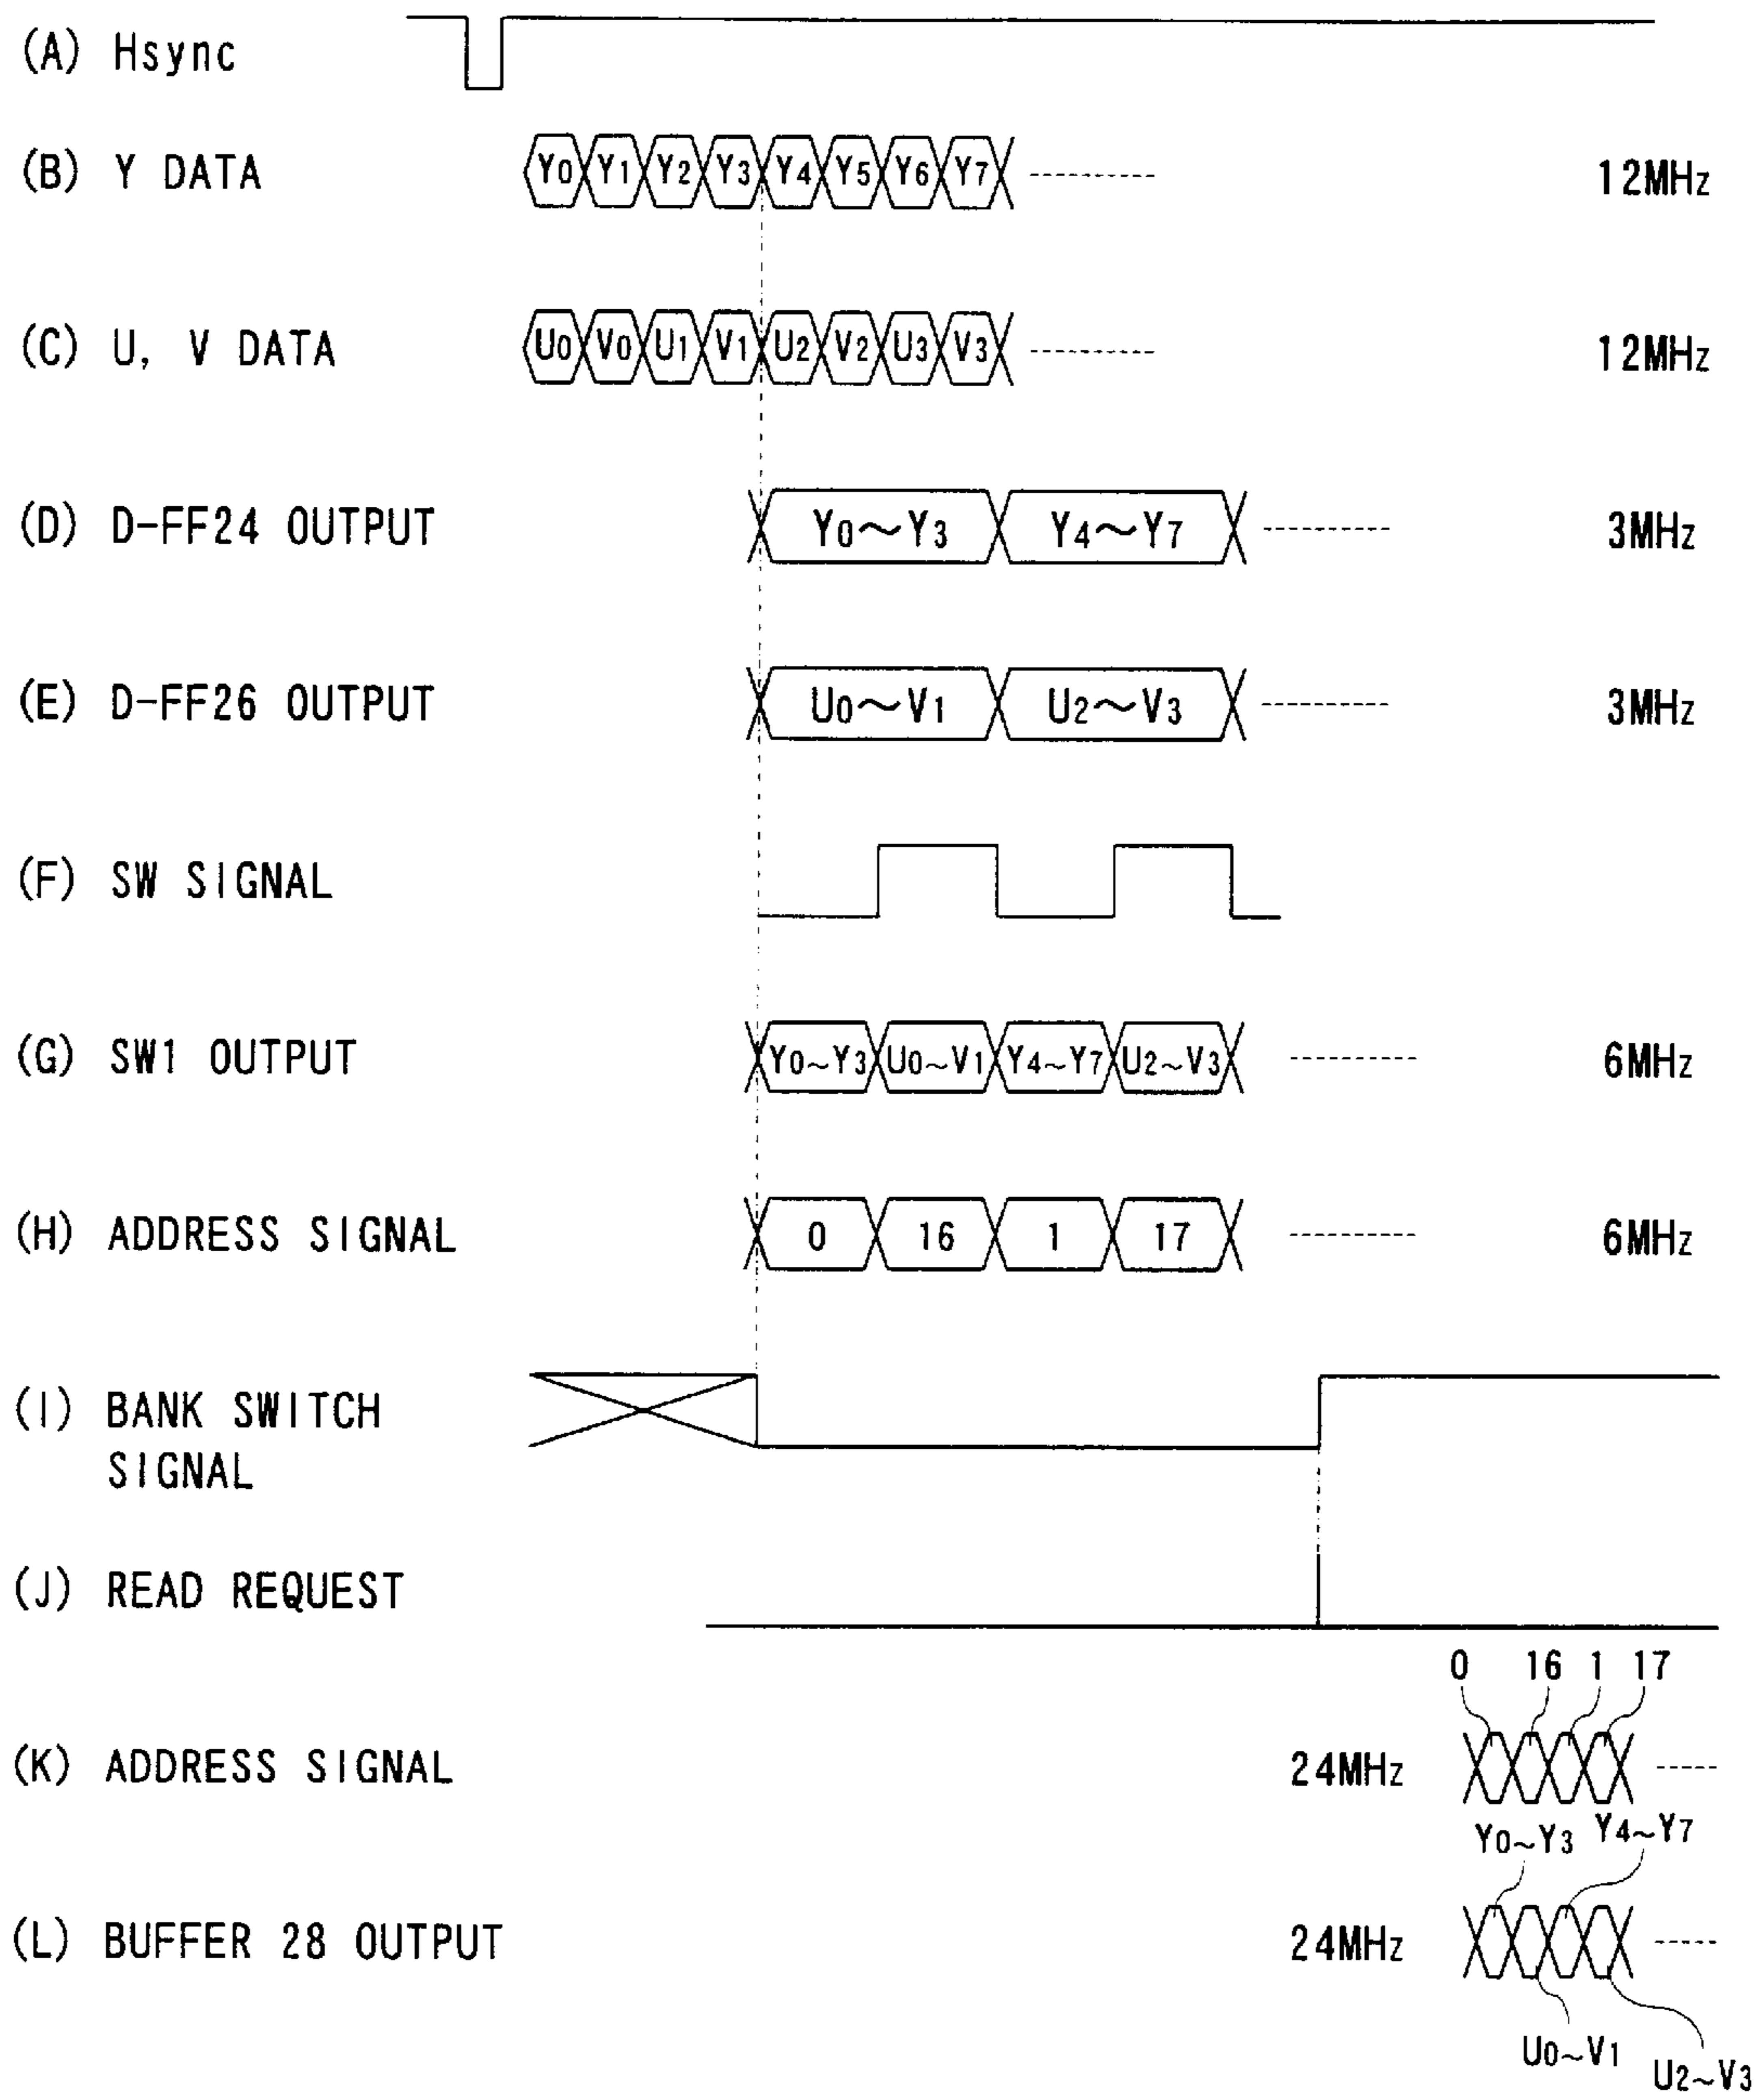 (A) Hsync
(B) Y DATA Y0 Y1 Y2 Y3 Y4 Y5 Y6 Y7 12MHz
(C) U, V DATA U0 V0 U1 V1 U2 V2 U3 V3 12MHz
(D) D-FF24 OUTPUT Y0~Y3 Y4~Y7 3MHz
(E) D-FF26 OUTPUT U0~V1 U2~V3 3MHz
(F) SW SIGNAL
(G) SW1 OUTPUT Y0~Y3 U0~V1 Y4~Y7 U2~V3 6MHz
(H) ADDRESS SIGNAL 0 16 1 17 6MHz
(I) BANK SWITCH
SIGNAL
(J) READ REQUEST
0 16 1 17
(K) ADDRESS SIGNAL 24MHz
Y0~Y3 Y4~Y7
(L) BUFFER 28 OUTPUT 24MHz
U0~V1 U2~V3